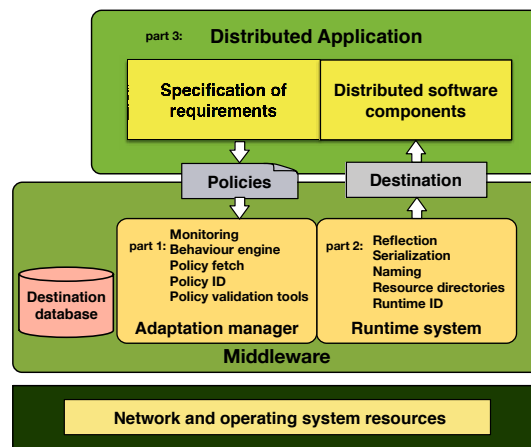 part 3: Distributed Application
Specification of
requirements
Distributed software
components
Policies
Destination
part 1:
Monitoring
Behaviour engine
Policy fetch
Policy ID
Policy validation tools
Adaptation manager
part 2:
Reflection
Serialization
Naming
Resource directories
Runtime ID
Runtime system
Destination
database
Middleware
Network and operating system resources